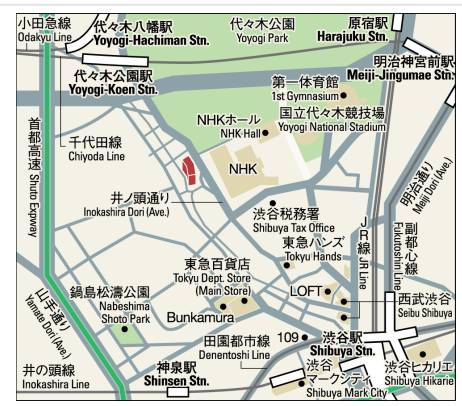 小田急線
Odakyu Line
代々木八幡駅
Yoyogi-Hachiman Stn.
代々木公園
Yoyogi Park
原宿駅
Harajuku Stn.
代々木公園駅
Yoyogi-Koen Stn.
明治神宮前駅
Meiji-Jingumae Stn.
第一体育館
1st Gymnasium
国立代々木競技場
Yoyogi National Stadium
NHKホール
NHK Hall
首都高速 Shuto Expway
千代田線
Chiyoda Line
NHK
明治通り
Meiji Dori (Ave.)
井ノ頭通り
Inokashira Dori (Ave.)
渋谷税務署
Shibuya Tax Office
JR線 JR Line
副都心線
Fukutoshin Line
東急ハンズ
Tokyu Hands
東急百貨店
Tokyu Dept. Store
(Main Store)
山手通り
Yamate Dori (Ave.)
鍋島松濤公園
Nabeshima
Shoto Park
LOFT
西武渋谷
Seibu Shibuya
Bunkamura
田園都市線
Denentoshi Line
109
渋谷駅
Shibuya Stn.
井の頭線
Inokashira Line
神泉駅
Shinsen Stn.
渋谷
マークシティ
Shibuya Mark City
渋谷ヒカリエ
Shibuya Hikarie